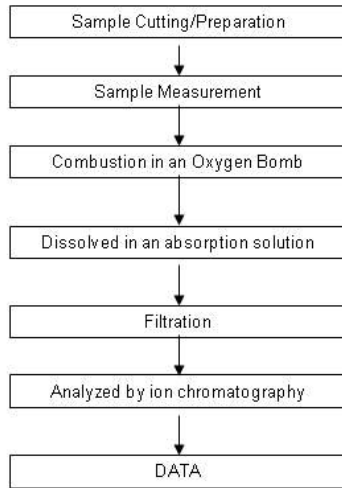 Sample Cutting/Preparation
Sample Measurement
Combustion in an Oxygen Bomb
Dissolved in an absorption solution
Filtration
Analyzed by ion chromatography
DATA